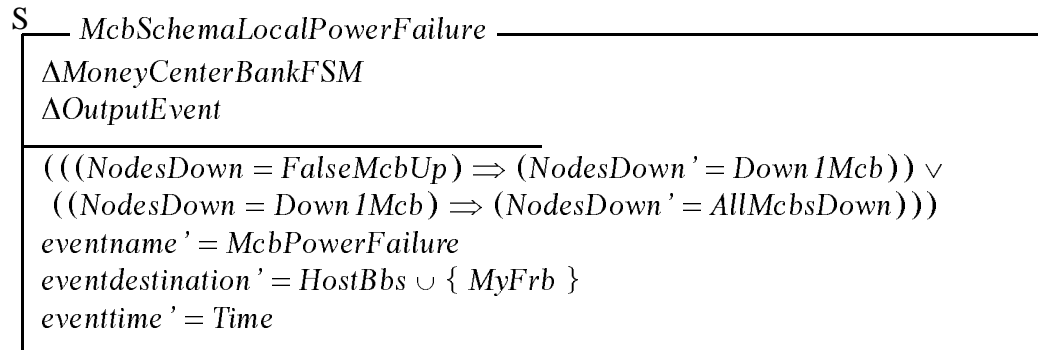 S
McbSchemaLocalPowerFailure
ΔMoneyCenterBankFSM
ΔOutputEvent
(((NodesDown = FalseMcbUp) ⟹ (NodesDown ' = Down1Mcb)) ∨
((NodesDown = Down1Mcb) ⟹ (NodesDown ' = AllMcbsDown)))
eventname ' = McbPowerFailure
eventdestination ' = HostBbs ∪ { MyFrb }
eventtime ' = Time